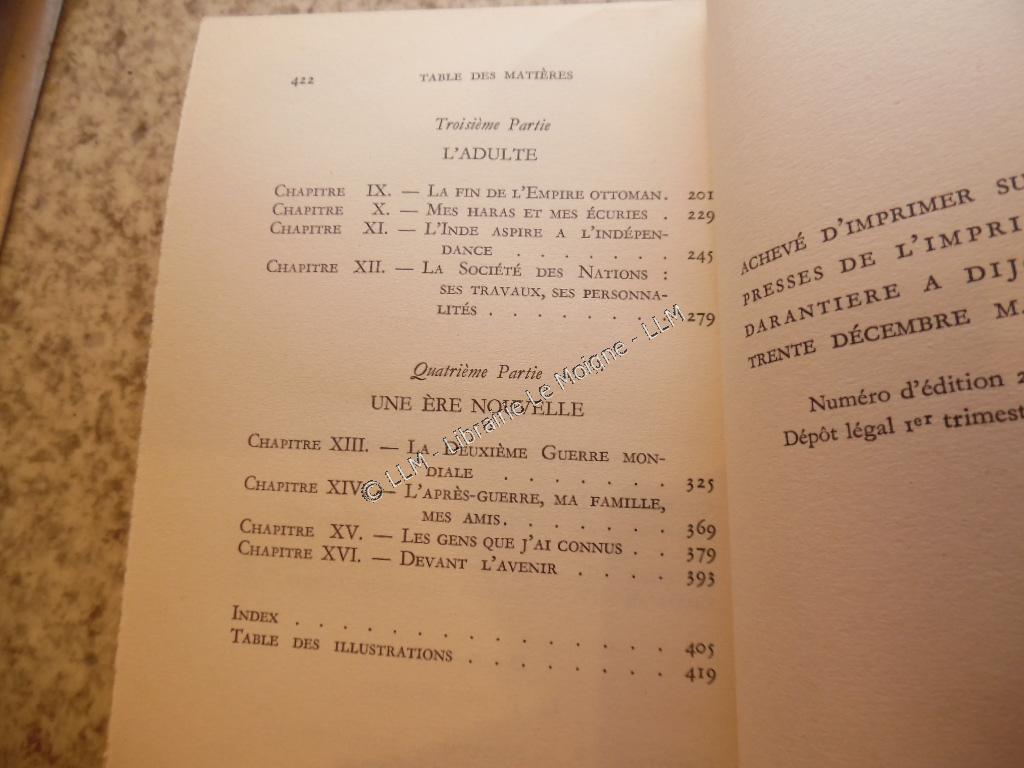 422 TABLE DES MATIÈRES
Troisième Partie
L'ADULTE
CHAPITRE IX. — LA FIN DE L'EMPIRE OTTOMAN. 201
CHAPITRE X. — MES HARAS ET MES ÉCURIES . 229
CHAPITRE XI. — L'INDE ASPIRE A L'INDÉPEN-
DANCE . . . . . . . 245
CHAPITRE XII. — LA SOCIÉTÉ DES NATIONS :
SES TRAVAUX, SES PERSONNA-
LITÉS . . . . . . . . 279
Quatrième Partie
UNE ÈRE NOUVELLE
CHAPITRE XIII. — LA DEUXIÈME GUERRE MON-
DIALE . . . . . . . 325
CHAPITRE XIV. — L'APRÈS-GUERRE, MA FAMILLE,
MES AMIS. . . . . . . 369
CHAPITRE XV. — LES GENS QUE J'AI CONNUS . . 379
CHAPITRE XVI. — DEVANT L'AVENIR . . . . 393
INDEX . . . . . . . . . . . . . . . . 405
TABLE DES ILLUSTRATIONS . . . . . . . . . 419
© LLM - Librairie Le Moigne - LLM
ACHEVÉ D'IMPRIMER SU
PRESSES DE L'IMPRI
DARANTIERE A DIJ
TRENTE DÉCEMBRE M.
Numéro d'édition 2
Dépôt légal 1er trimest